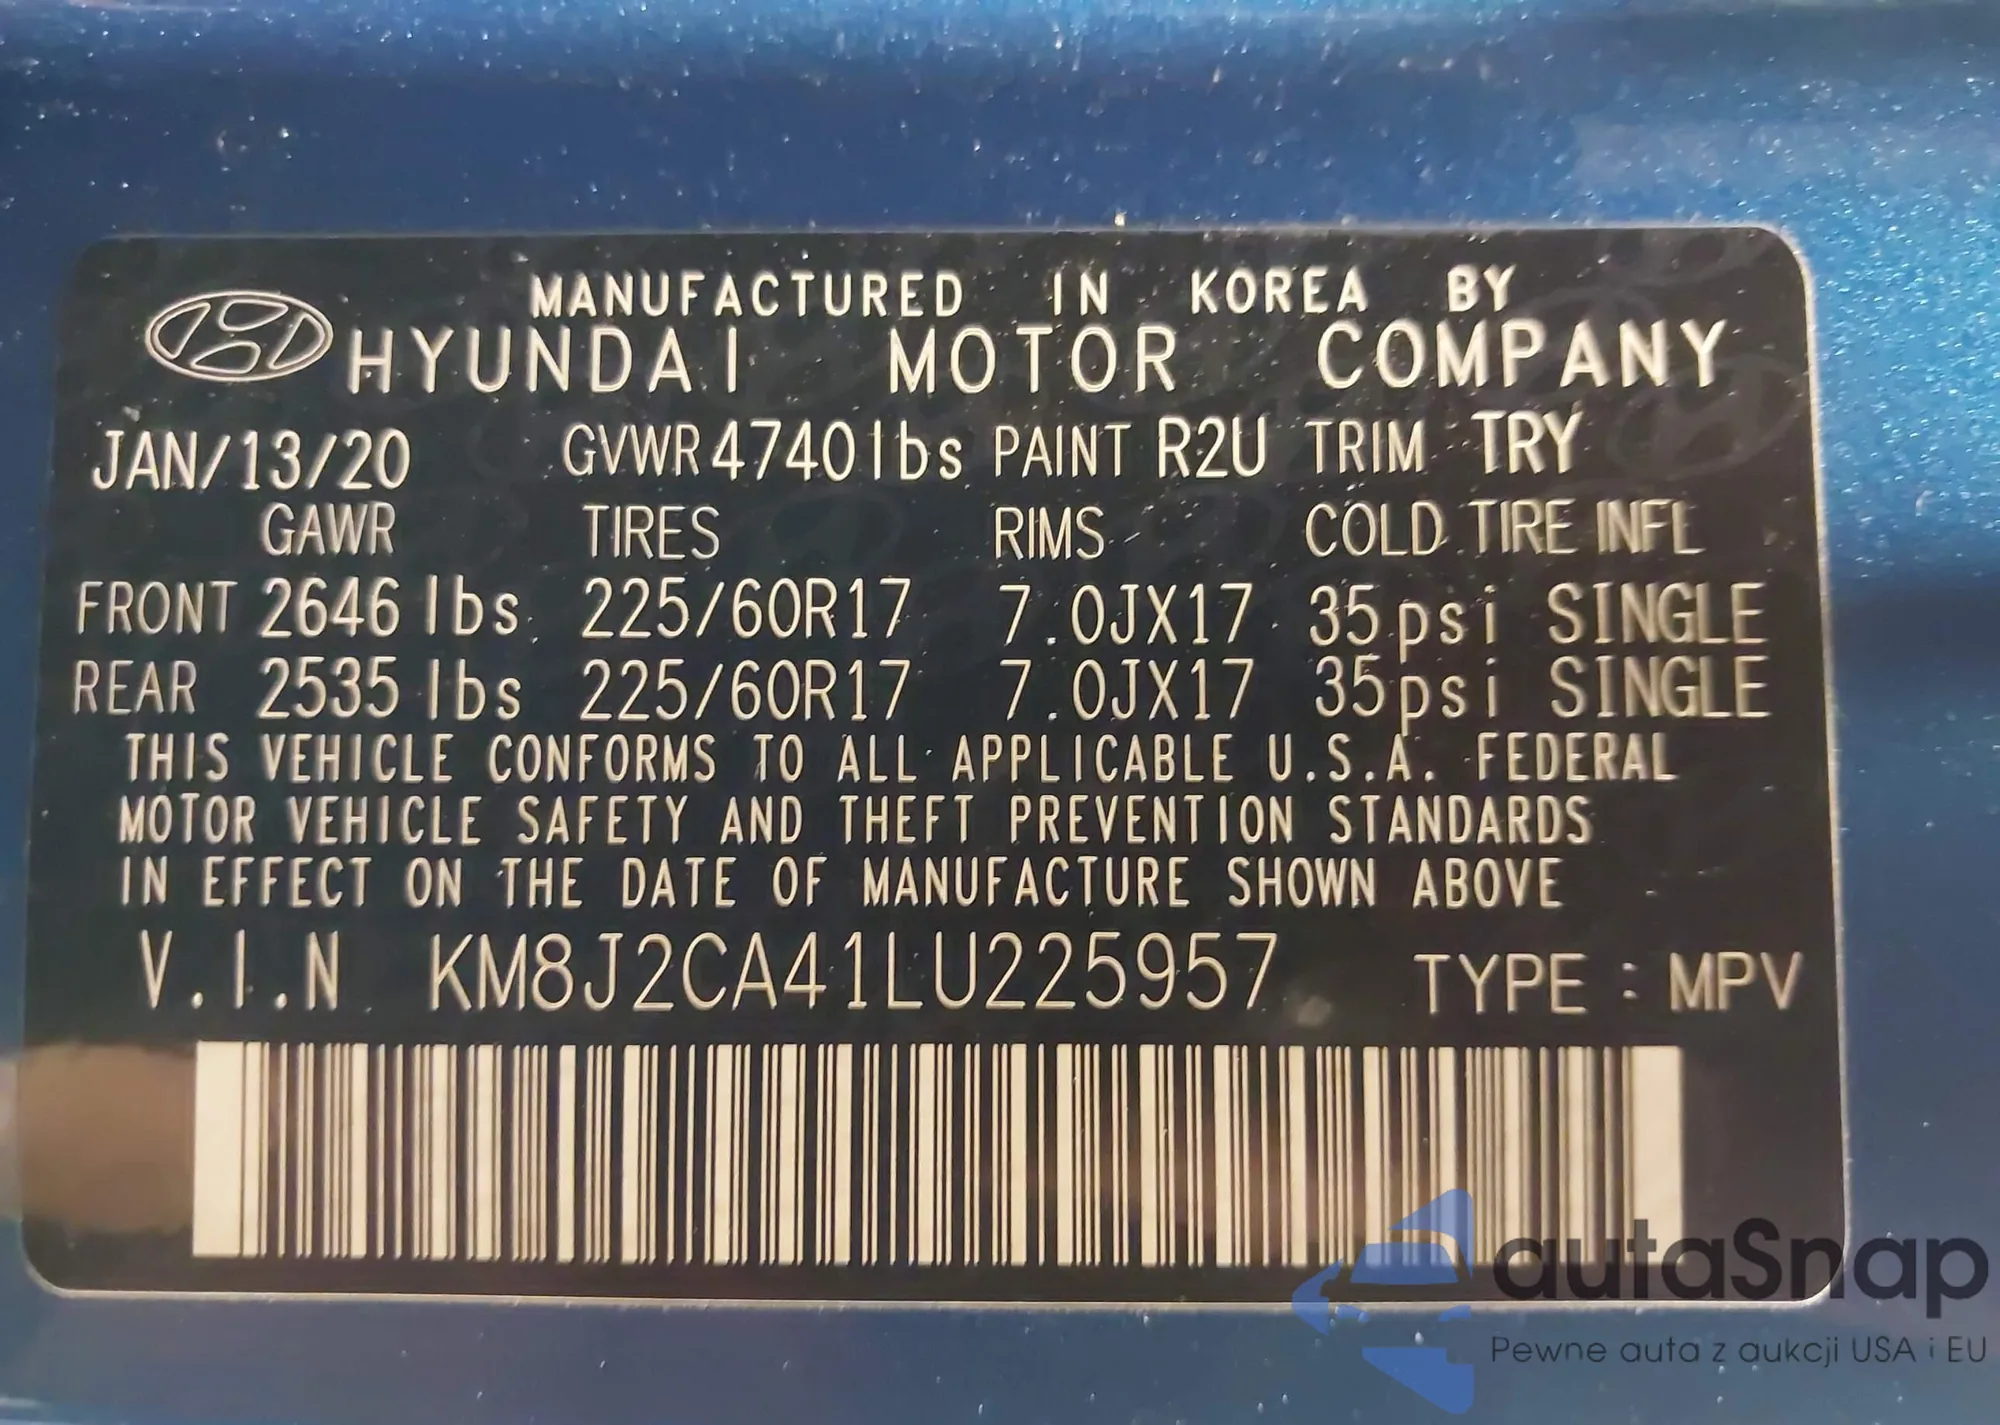 MANUFACTURED IN KOREA BY
HYUNDAI MOTOR COMPANY
JAN/13/20 GVWR 4740lbs PAINT R2U TRIM TRY
GAWR TIRES RIMS COLD TIRE INFL
FRONT 2646 lbs 225/60R17 7.0JX17 35psi SINGLE
REAR 2535 lbs 225/60R17 7.0JX17 35psi SINGLE
THIS VEHICLE CONFORMS TO ALL APPLICABLE U.S.A. FEDERAL
MOTOR VEHICLE SAFETY AND THEFT PREVENTION STANDARDS
IN EFFECT ON THE DATE OF MANUFACTURE SHOWN ABOVE
V.I.N KM8J2CA41LU225957 TYPE : MPV
autaSnap
Pewne auta z aukcji USA i EU